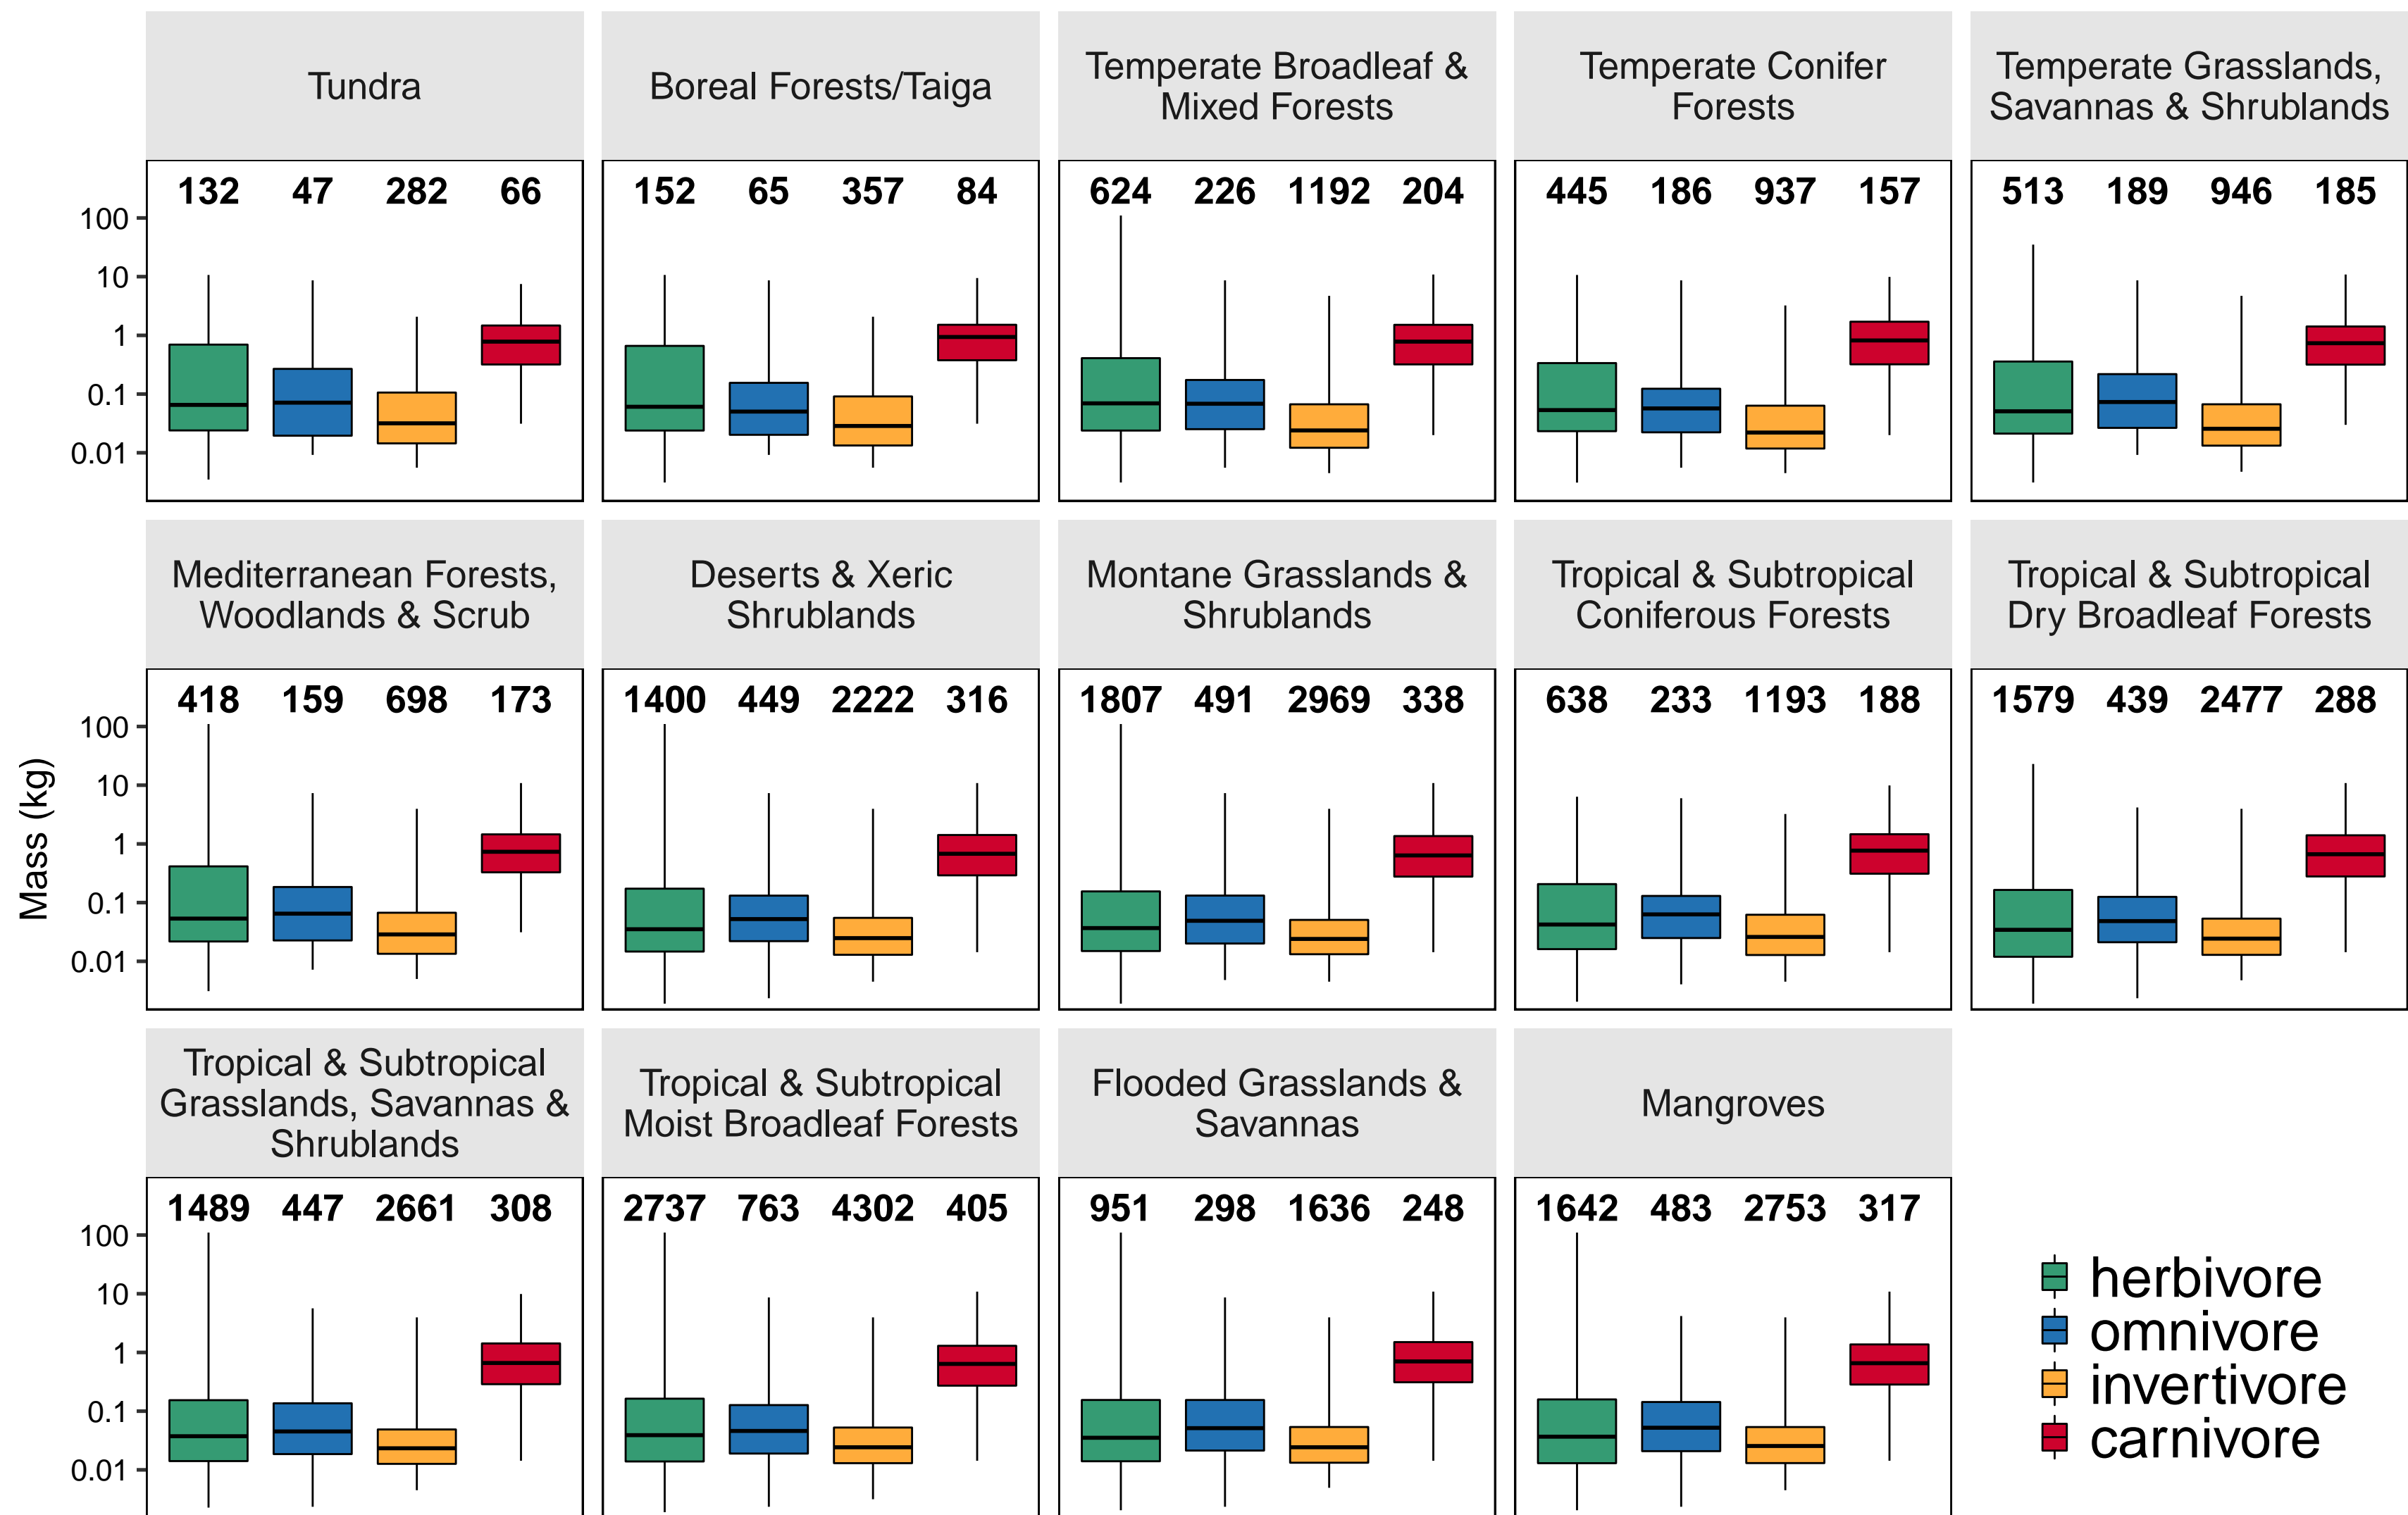 Tundra
Boreal Forests/Taiga
Temperate Broadleaf &
Mixed Forests
Temperate Conifer
Forests
Temperate Grasslands,
Savannas & Shrublands
132 47 282 66
152 65 357 84
624 226 1192 204
445 186 937 157
513 189 946 185
100
10
1
0.1
0.01
Mediterranean Forests,
Woodlands & Scrub
Deserts & Xeric
Shrublands
Montane Grasslands &
Shrublands
Tropical & Subtropical
Coniferous Forests
Tropical & Subtropical
Dry Broadleaf Forests
418 159 698 173
1400 449 2222 316
1807 491 2969 338
638 233 1193 188
1579 439 2477 288
Mass (kg)
100
10
1
0.1
0.01
Tropical & Subtropical
Grasslands, Savannas &
Shrublands
Tropical & Subtropical
Moist Broadleaf Forests
Flooded Grasslands &
Savannas
Mangroves
1489 447 2661 308
2737 763 4302 405
951 298 1636 248
1642 483 2753 317
100
10
1
0.1
0.01
herbivore
omnivore
invertivore
carnivore